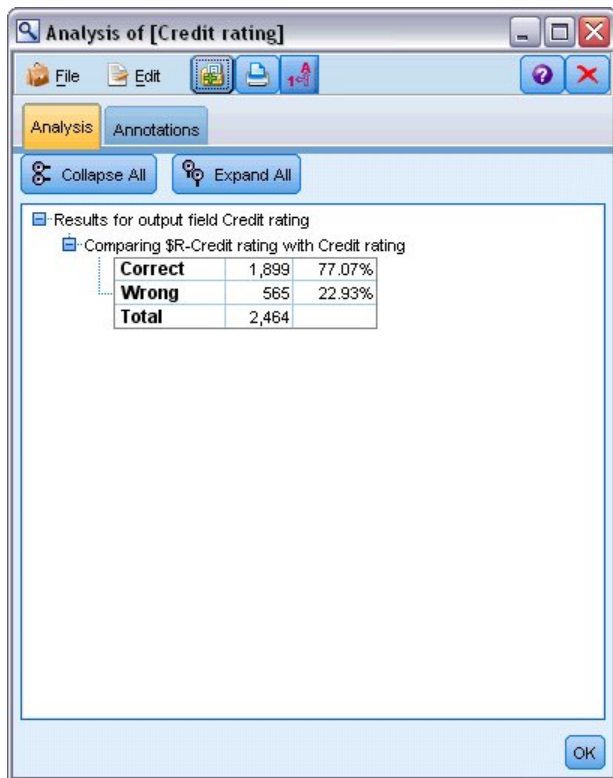 Analysis of [Credit rating]
File Edit
Analysis Annotations
Collapse All Expand All
Results for output field Credit rating
Comparing $R-Credit rating with Credit rating
Correct 1,899 77.07%
Wrong 565 22.93%
Total 2,464
OK